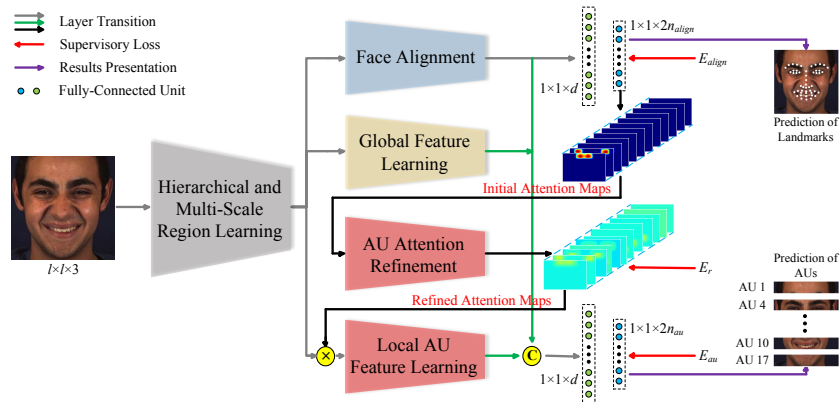 Layer Transition
Supervisory Loss
Results Presentation
Fully-Connected Unit
Face Alignment
1×1×2n_align
E_align
1×1×d
Prediction of
Landmarks
Global Feature
Learning
Hierarchical and
Multi-Scale
Region Learning
l×l×3
Initial Attention Maps
AU Attention
Refinement
E_r
Refined Attention Maps
Prediction of
AUs
AU 1
AU 4
AU 10
AU 17
×
Local AU
Feature Learning
C
1×1×2n_au
E_au
1×1×d